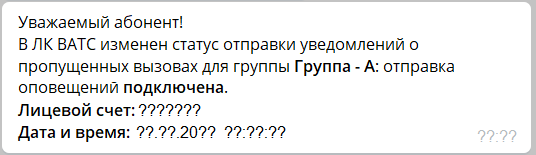 Уважаемый абонент!
В ЛК ВАТС изменен статус отправки уведомлений о
пропущенных вызовах для группы Группа - А: отправка
оповещений подключена.
Лицевой счет: ???????
Дата и время: ??.??.20?? ??:??:??
??:??